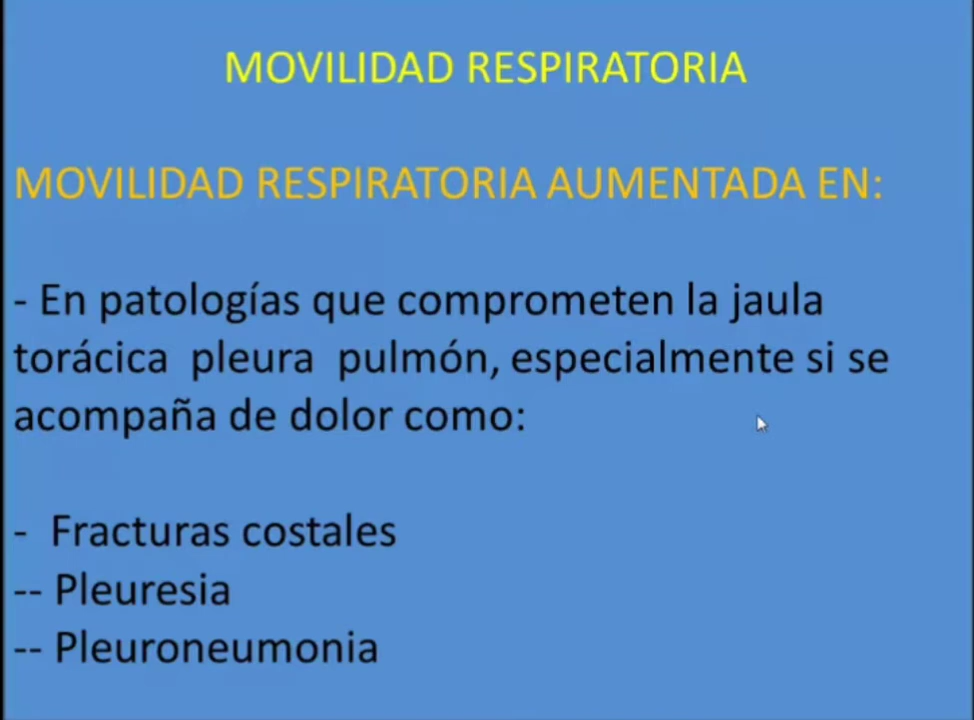 MOVILIDAD RESPIRATORIA
MOVILIDAD RESPIRATORIA AUMENTADA EN:
- En patologías que comprometen la jaula
torácica pleura pulmón, especialmente si se
acompaña de dolor como:
- Fracturas costales
-- Pleuresia
-- Pleuroneumonia